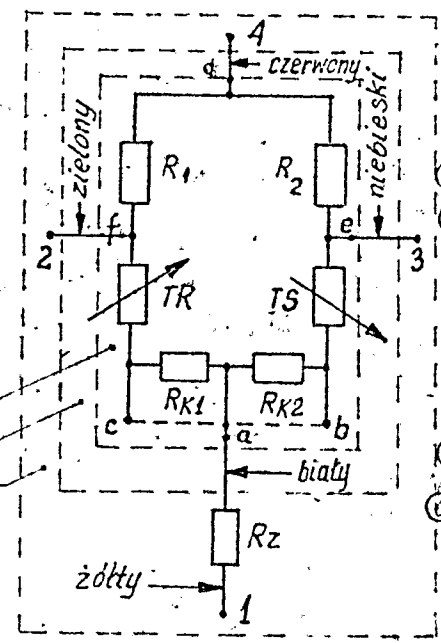 4
d
czerwony
zielony
niebieski
R1
R2
f
e
2
3
TR
TS
RK1
RK2
c
a
b
biały
Rz
żółty
1